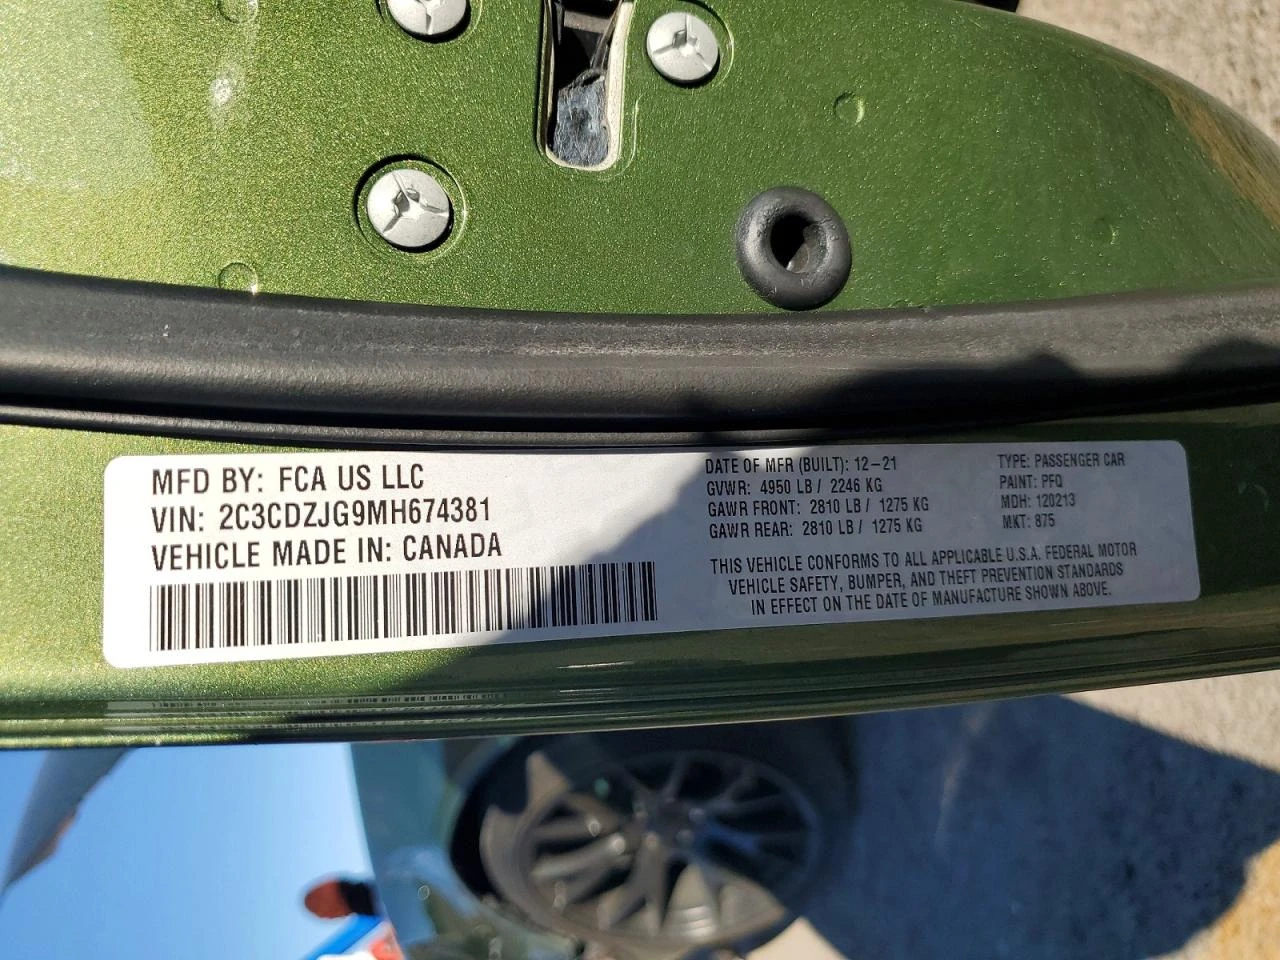 MFD BY: FCA US LLC
VIN: 2C3CDZJG9MH674381
VEHICLE MADE IN: CANADA
DATE OF MFR (BUILT): 12-21
GVWR: 4950 LB / 2246 KG
GAWR FRONT: 2810 LB / 1275 KG
GAWR REAR: 2810 LB / 1275 KG
TYPE: PASSENGER CAR
PAINT: PFQ
MDH: 120213
MKT: 875
THIS VEHICLE CONFORMS TO ALL APPLICABLE U.S.A. FEDERAL MOTOR
VEHICLE SAFETY, BUMPER, AND THEFT PREVENTION STANDARDS
IN EFFECT ON THE DATE OF MANUFACTURE SHOWN ABOVE.